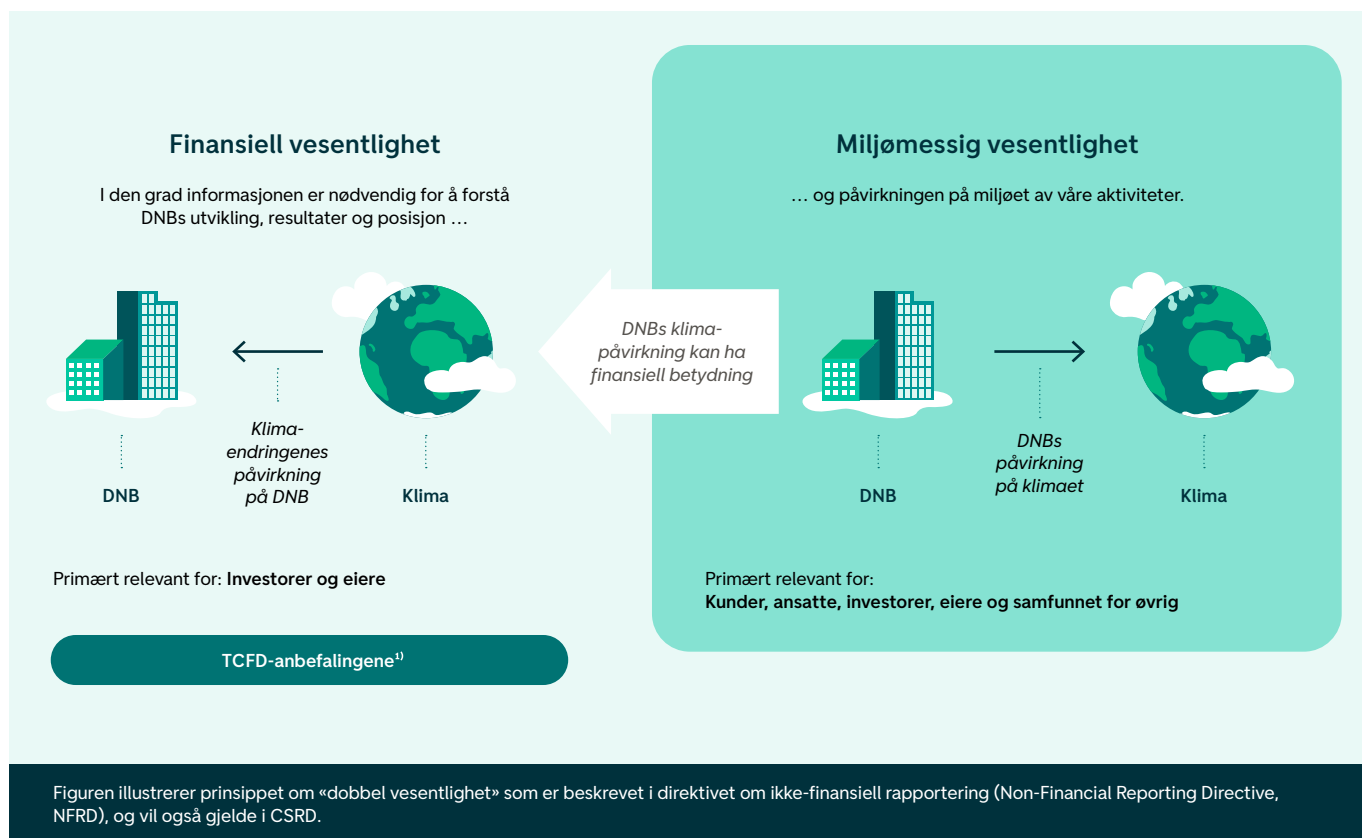 Finansiell vesentlighet
I den grad informasjonen er nødvendig for å forstå
DNBs utvikling, resultater og posisjon …
DNB
Klima-
endringenes
påvirkning
på DNB
Klima
Primært relevant for: Investorer og eiere
TCFD-anbefalingene¹⁾
DNBs klima-
påvirkning kan ha
finansiell betydning
Miljømessig vesentlighet
… og påvirkningen på miljøet av våre aktiviteter.
DNB
DNBs
påvirkning
på klimaet
Klima
Primært relevant for:
Kunder, ansatte, investorer, eiere og samfunnet for øvrig
Figuren illustrerer prinsippet om «dobbel vesentlighet» som er beskrevet i direktivet om ikke-finansiell rapportering (Non-Financial Reporting Directive,
NFRD), og vil også gjelde i CSRD.